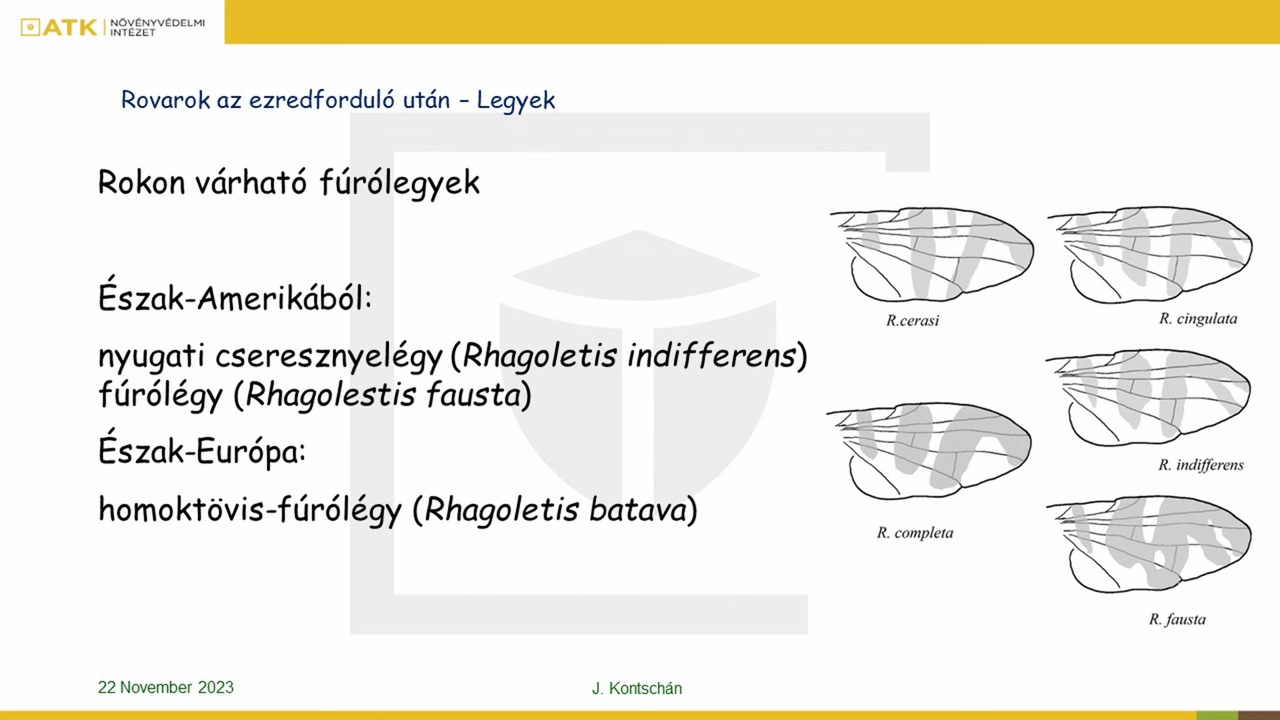 ATK NÖVÉNYVÉDELMI
INTÉZET
Rovarok az ezredforduló után – Legyek
Rokon várható fúrólegyek
Észak-Amerikából:
nyugati cseresznyelégy (Rhagoletis indifferens)
fúrólégy (Rhagolestis fausta)
Észak-Európa:
homoktövis-fúrólégy (Rhagoletis batava)
R.cerasi
R. cingulata
R. indifferens
R. completa
R. fausta
22 November 2023
J. Kontschán